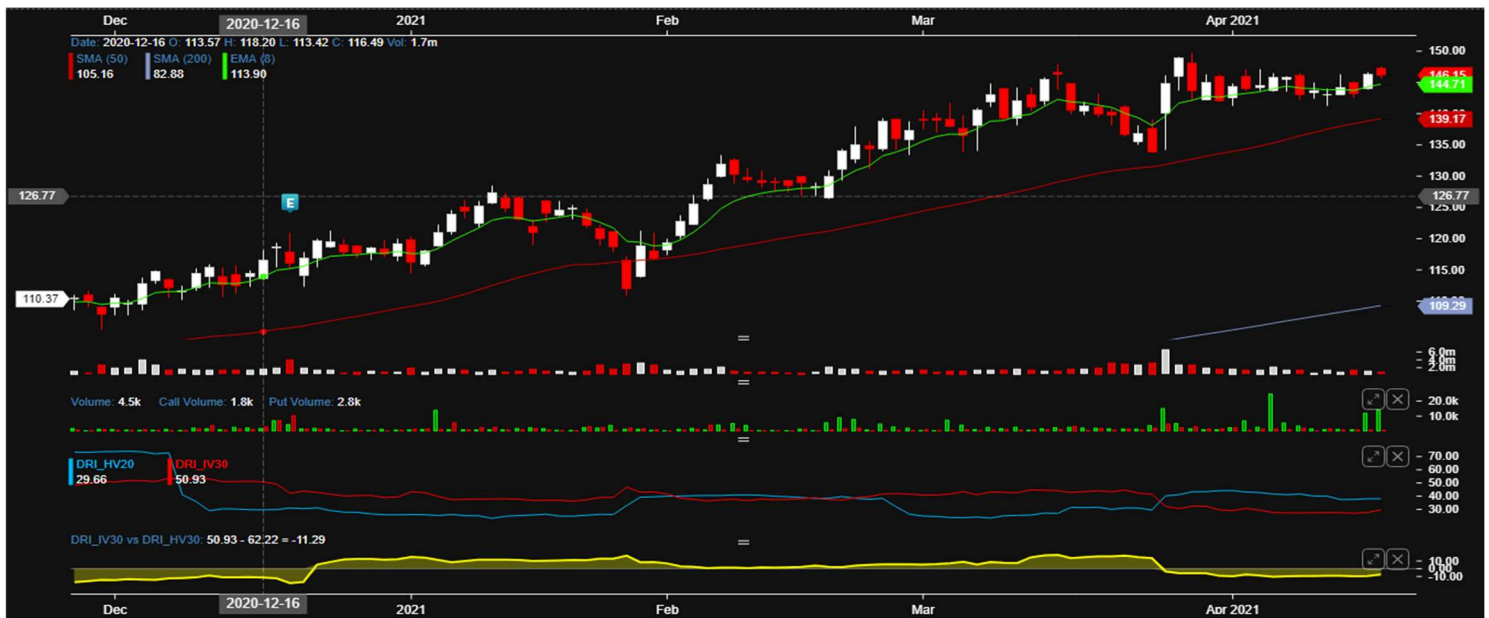 Dec 2020-12-16 2021 Feb Mar Apr 2021
Date: 2020-12-16 O: 113.57 H: 118.20 L: 113.42 C: 116.49 Vol: 1.7m
SMA (50) SMA (200) EMA (8)
105.16 82.88 113.90
150.00
146.15
144.71
139.17
135.00
130.00
126.77 126.77
125.00
E
120.00
115.00
110.37
109.29
6.0m
4.0m
2.0m
Volume: 4.5k Call Volume: 1.8k Put Volume: 2.8k
20.0k
10.0k
DRI_HV20 DRI_IV30
29.66 50.93
70.00
60.00
50.00
40.00
30.00
DRI_IV30 vs DRI_HV30: 50.93 - 62.22 = -11.29
10.00
0.00
-10.00
Dec 2020-12-16 2021 Feb Mar Apr 2021